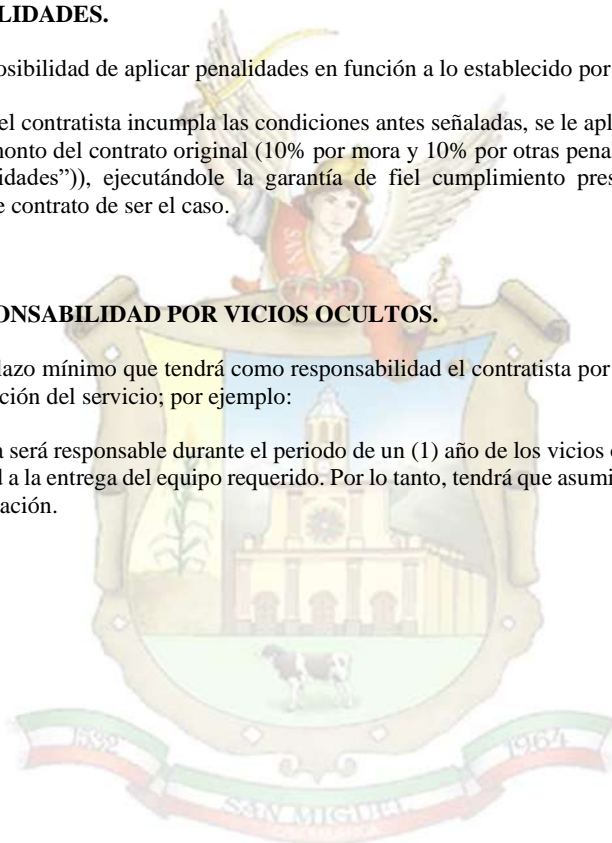 LIDADES.
osibilidad de aplicar penalidades en función a lo establecido por
el contratista incumpla las condiciones antes señaladas, se le apl
onto del contrato original (10% por mora y 10% por otras pena
idades”)), ejecutándole la garantía de fiel cumplimiento pres
e contrato de ser el caso.
ONSABILIDAD POR VICIOS OCULTOS.
lazo mínimo que tendrá como responsabilidad el contratista por
ción del servicio; por ejemplo:
a será responsable durante el periodo de un (1) año de los vicios
d a la entrega del equipo requerido. Por lo tanto, tendrá que asumi
ación.
SAN
1964
SAN MIGUEL